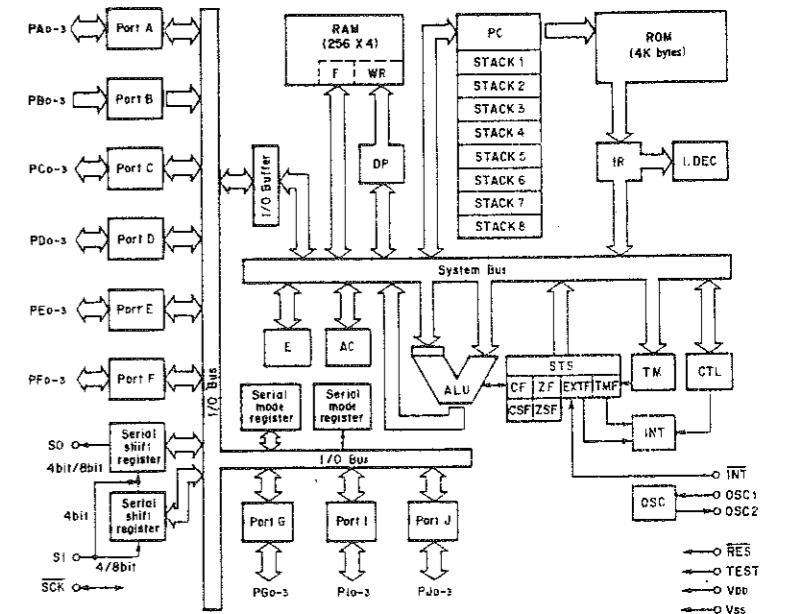 PA0-3
Port A
PB0-3
Port B
PC0-3
Port C
PD0-3
Port D
PE0-3
Port E
PF0-3
Port F
I/O Bus
I/O Buffer
RAM
(256 X 4)
F
WR
DP
PC
STACK 1
STACK 2
STACK 3
STACK 4
STACK 5
STACK 6
STACK 7
STACK 8
ROM
(4K bytes)
IR
I. DEC
System Bus
E
AC
ALU
STS
CF
ZF
EXTF
TMF
CSF
ZSF
TM
CTL
INT
Serial
mode
register
Serial
mode
register
SO
Serial
shift
register
4bit/8bit
4bit
Serial
shift
register
SI
4/8bit
SCK
I/O Bus
Port G
Port I
Port J
PG0-3
PI0-3
PJ0-3
INT
OSC
OSC1
OSC2
RES
TEST
VDD
VSS